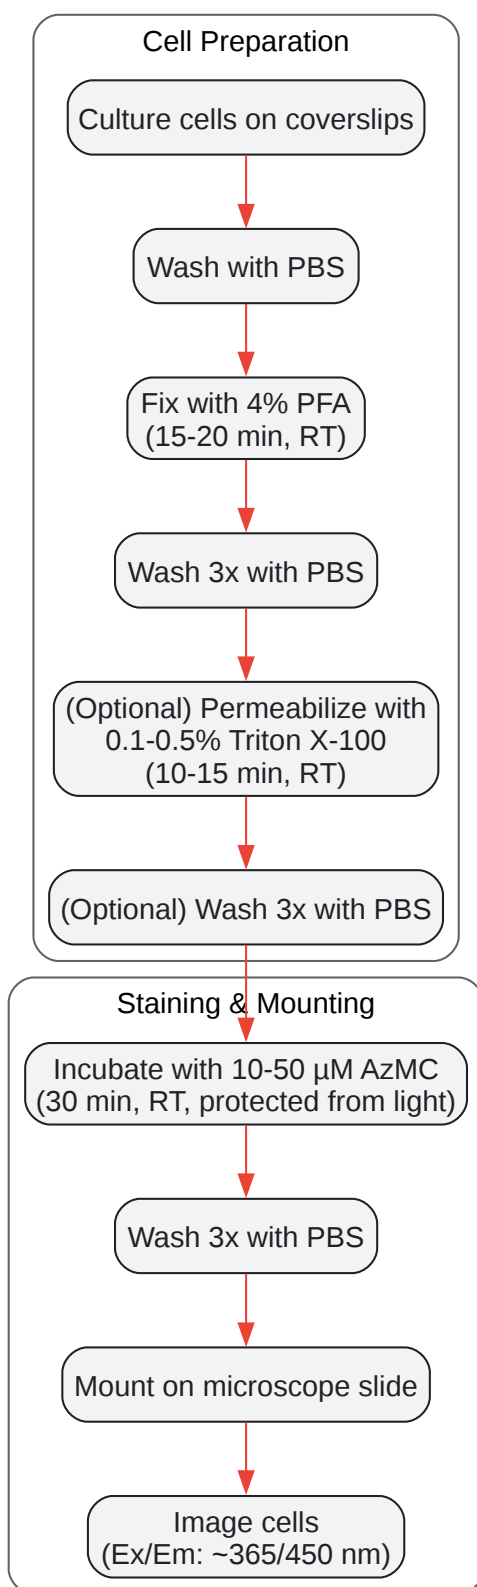 Cell Preparation
Culture cells on coverslips
Wash with PBS
Fix with 4% PFA
(15-20 min, RT)
Wash 3x with PBS
(Optional) Permeabilize with
0.1-0.5% Triton X-100
(10-15 min, RT)
(Optional) Wash 3x with PBS
Staining & Mounting
Incubate with 10-50 µM AzMC
(30 min, RT, protected from light)
Wash 3x with PBS
Mount on microscope slide
Image cells
(Ex/Em: ~365/450 nm)